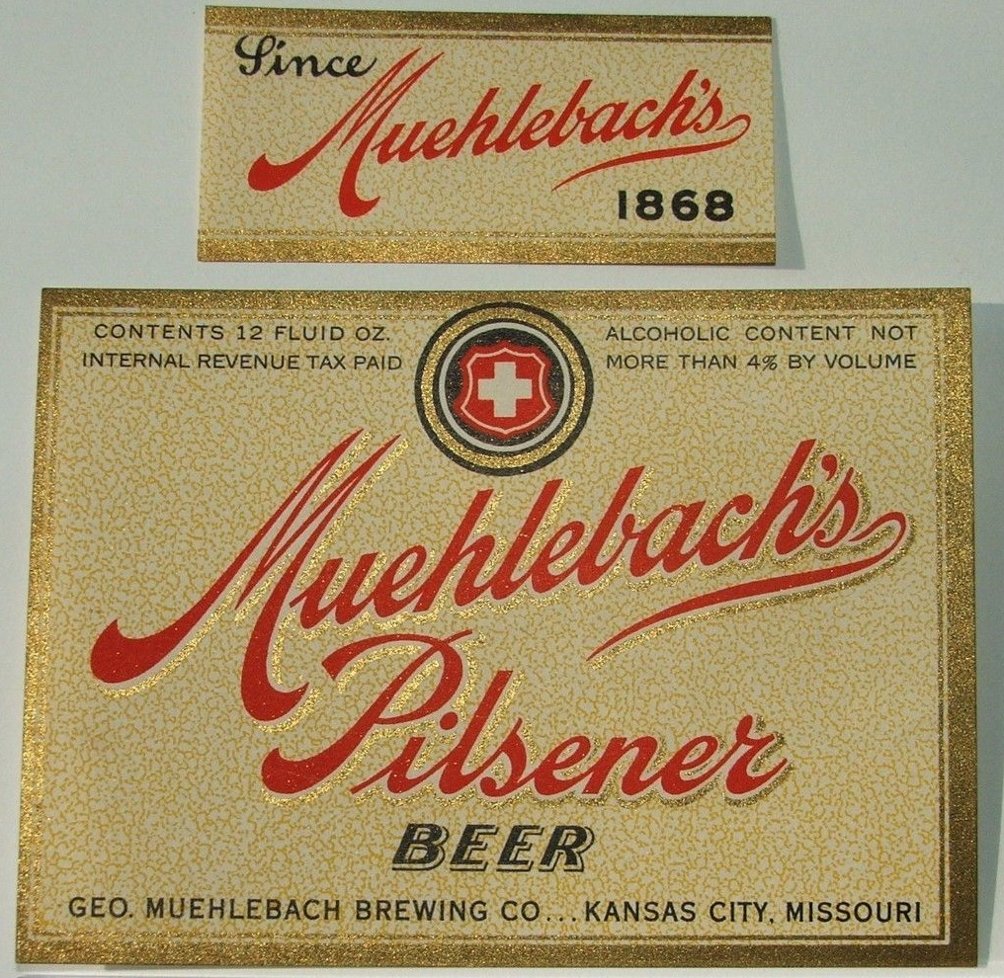 Since
Muehlebach's
1868
CONTENTS 12 FLUID OZ.
INTERNAL REVENUE TAX PAID
ALCOHOLIC CONTENT NOT
MORE THAN 4% BY VOLUME
Muehlebach's
Pilsener
BEER
GEO. MUEHLEBACH BREWING CO... KANSAS CITY, MISSOURI